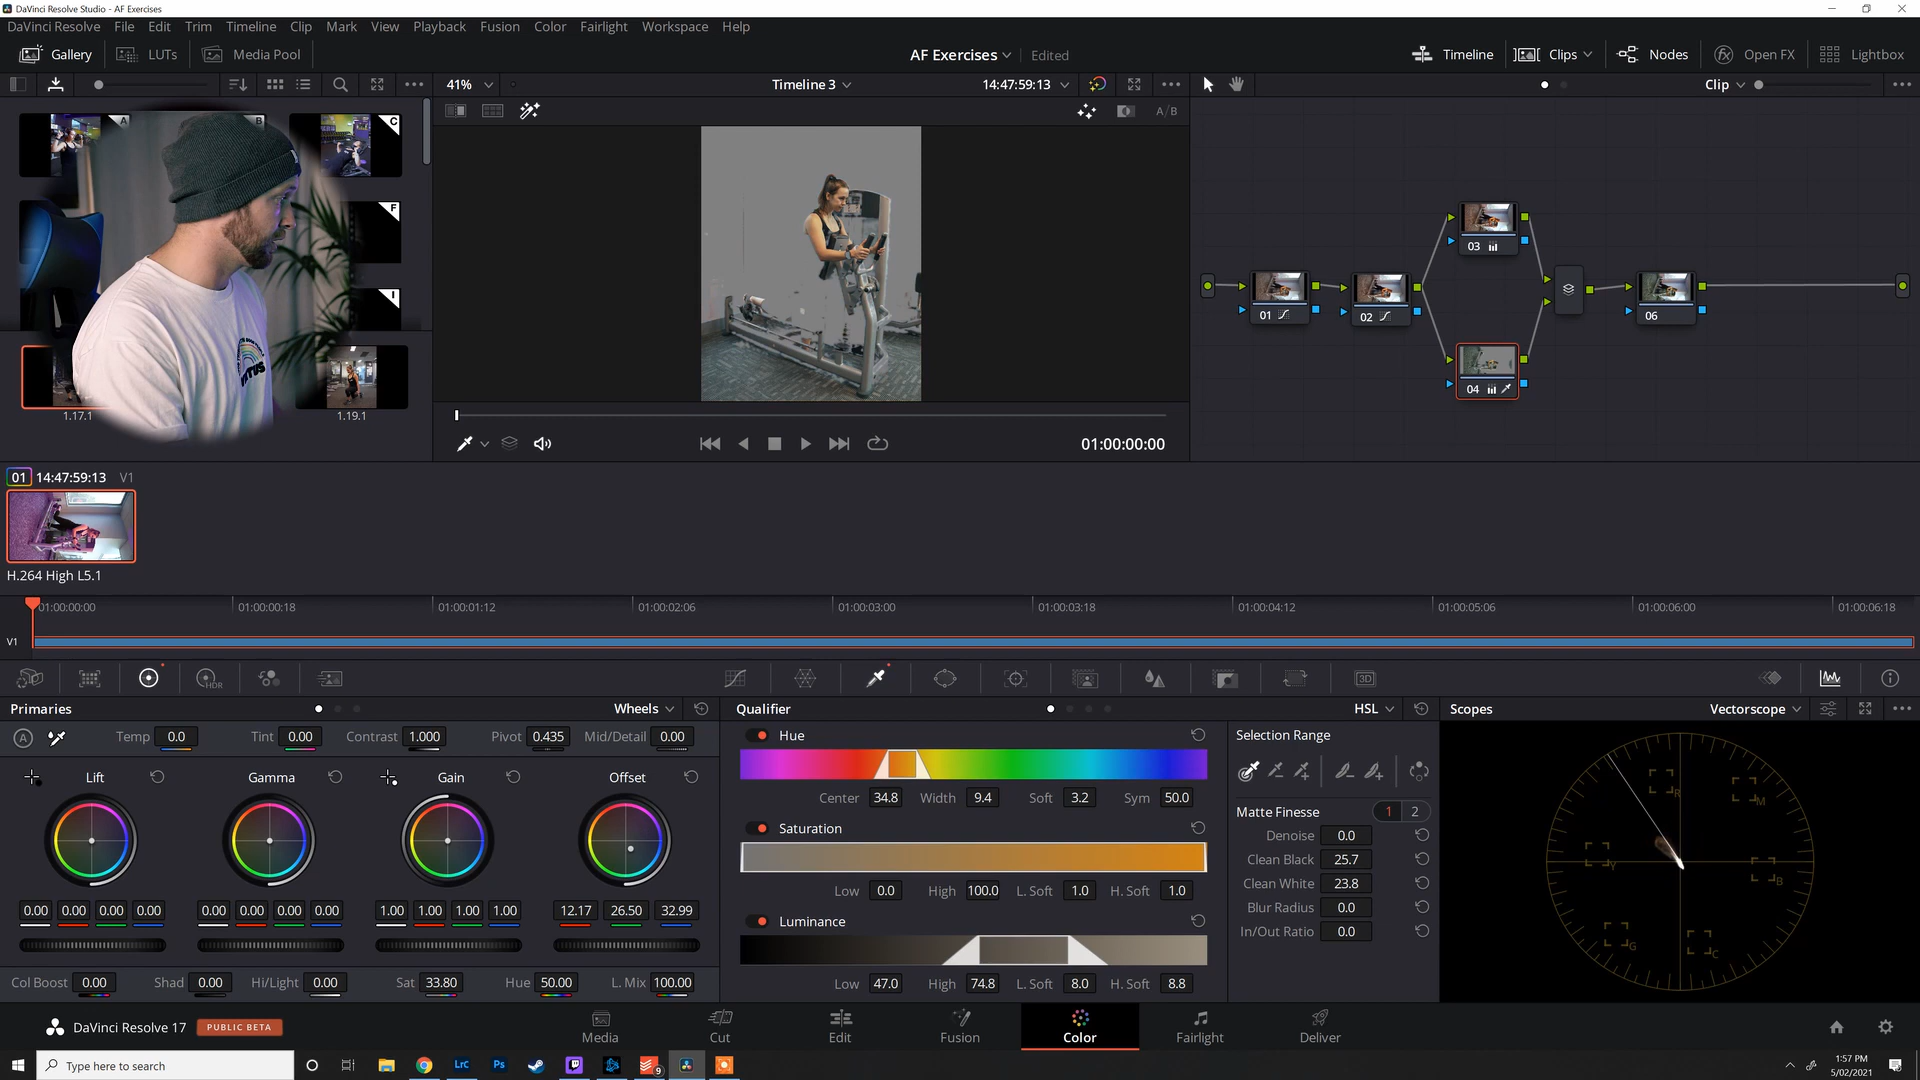 DaVinci Resolve Studio - AF Exercises
DaVinci Resolve File Edit Trim Timeline Clip Mark View Playback Color Fusion Fairlight Workspace Help
Gallery LUTs Media Pool AF Exercises Edited Timeline Clips Nodes Open FX Lightbox
41% Timeline 3 14:47:59:13 Clip
A/B
A B C
F
I
1.17.1 1.19.1
03
01 02 06
04
01:00:00:00
01 14:47:59:13 V1
H.264 High L5.1
01:00:00:00 01:00:00:18 01:00:01:12 01:00:02:06 01:00:03:00 01:00:03:18 01:00:04:12 01:00:05:06 01:00:06:00 01:00:06:18
V1
HDR 3D
Primaries Wheels Qualifier HSL Scopes Vectorscope
A Temp 0.0 Tint 0.00 Contrast 1.000 Pivot 0.435 Mid/Detail 0.00
Lift Gamma Gain Offset
0.00 0.00 0.00 0.00 0.00 0.00 0.00 0.00 1.00 1.00 1.00 1.00 12.17 26.50 32.99
Col Boost 0.00 Shad 0.00 Hi/Light 0.00 Sat 33.80 Hue 50.00 L. Mix 100.00
Hue
Center 34.8 Width 9.4 Soft 3.2 Sym 50.0
Saturation
Low 0.0 High 100.0 L. Soft 1.0 H. Soft 1.0
Luminance
Low 47.0 High 74.8 L. Soft 8.0 H. Soft 8.8
Selection Range
Matte Finesse 1 2
Denoise 0.0
Clean Black 25.7
Clean White 23.8
Blur Radius 0.0
In/Out Ratio 0.0
R M
Y B
G C
DaVinci Resolve 17 PUBLIC BETA Media Cut Edit Fusion Color Fairlight Deliver
Type here to search LrC Ps 9
1:57 PM
5/02/2021